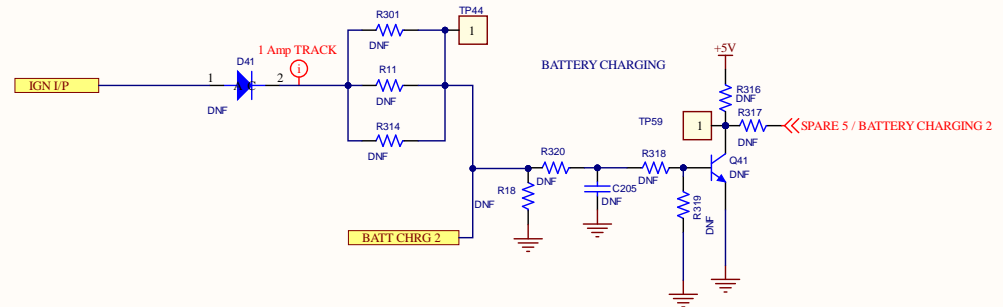 R301
TP44
1
DNF
1 Amp TRACK
i
D41
IGN I/P
1
A C
2
DNF
R11
DNF
R314
DNF
BATTERY CHARGING
+5V
R316
DNF
R317
DNF
TP59
1
SPARE 5 / BATTERY CHARGING 2
R320
DNF
R318
DNF
Q41
DNF
R18
DNF
C205
DNF
R319
DNF
BATT CHRG 2